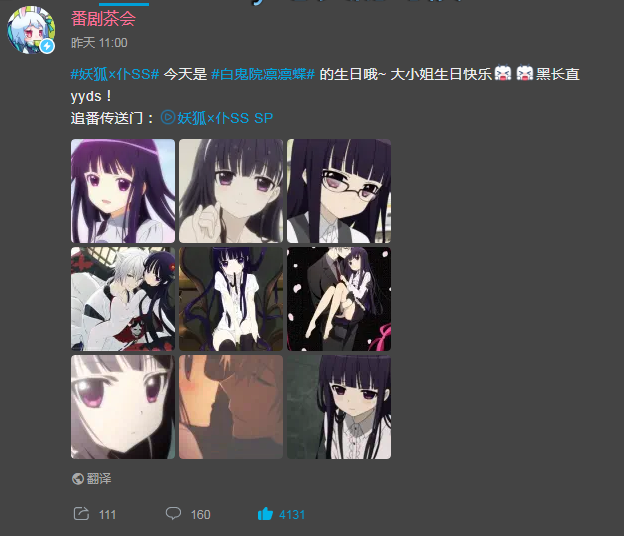 番剧茶会
昨天 11:00
#妖狐×仆SS# 今天是 #白鬼院凛凛蝶# 的生日哦~ 大小姐生日快乐 黑长直
yyds！
追番传送门： 妖狐×仆SS SP
翻译
111 160 4131